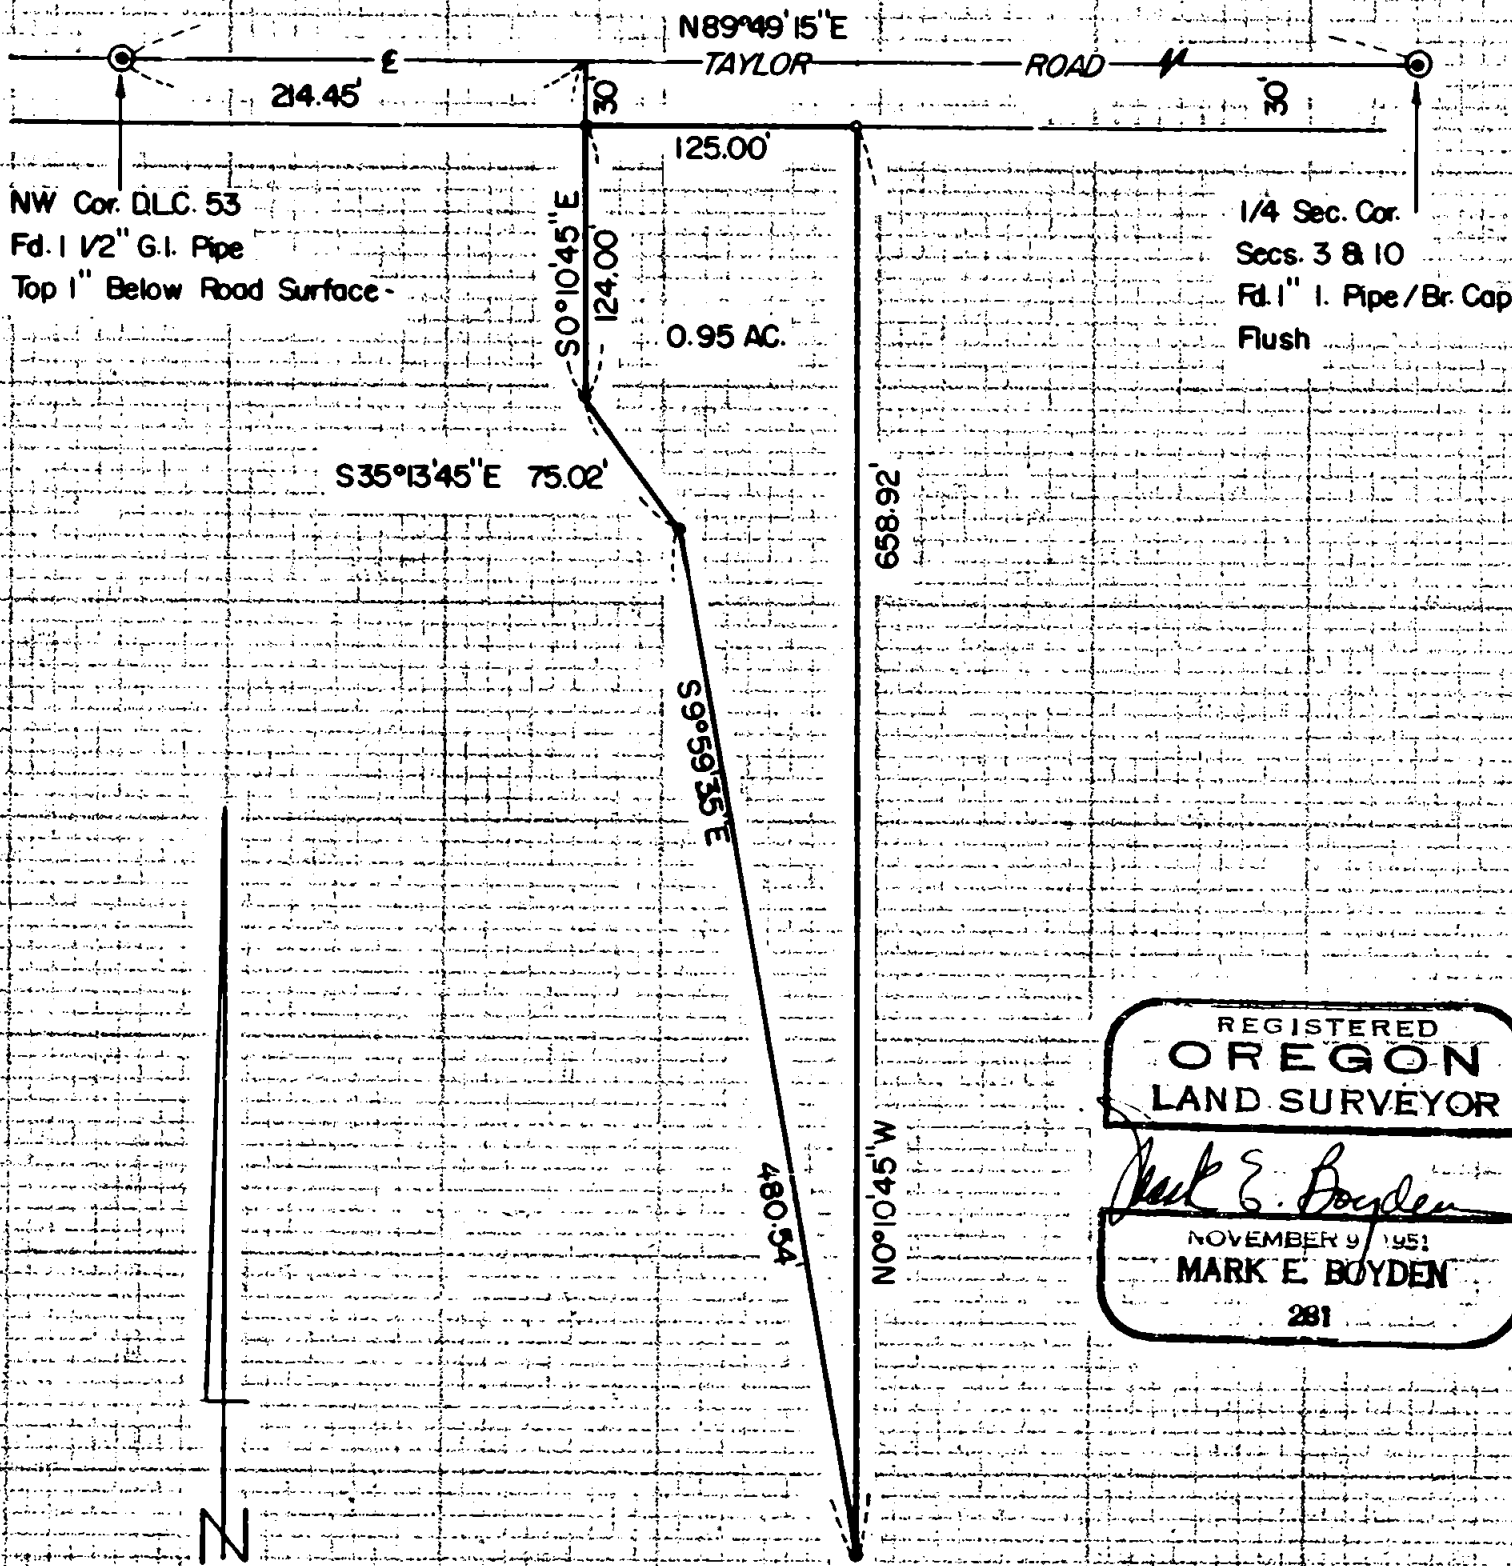 N89°49'15"E
℄ TAYLOR ROAD
214.45'
30'
30'
125.00'
NW Cor. D.L.C. 53
Fd. 1 1/2" G.I. Pipe
Top 1" Below Road Surface-
1/4 Sec. Cor.
Secs. 3 & 10
Fd. 1" I. Pipe/Br. Cap
Flush
S0°10'45"E
124.00'
0.95 AC.
S35°13'45"E 75.02'
658.92'
S9°59'35"E
480.54'
N0°10'45"W
REGISTERED
OREGON
LAND SURVEYOR
Mark E. Boyden
NOVEMBER 9 1951
MARK E. BOYDEN
281
N